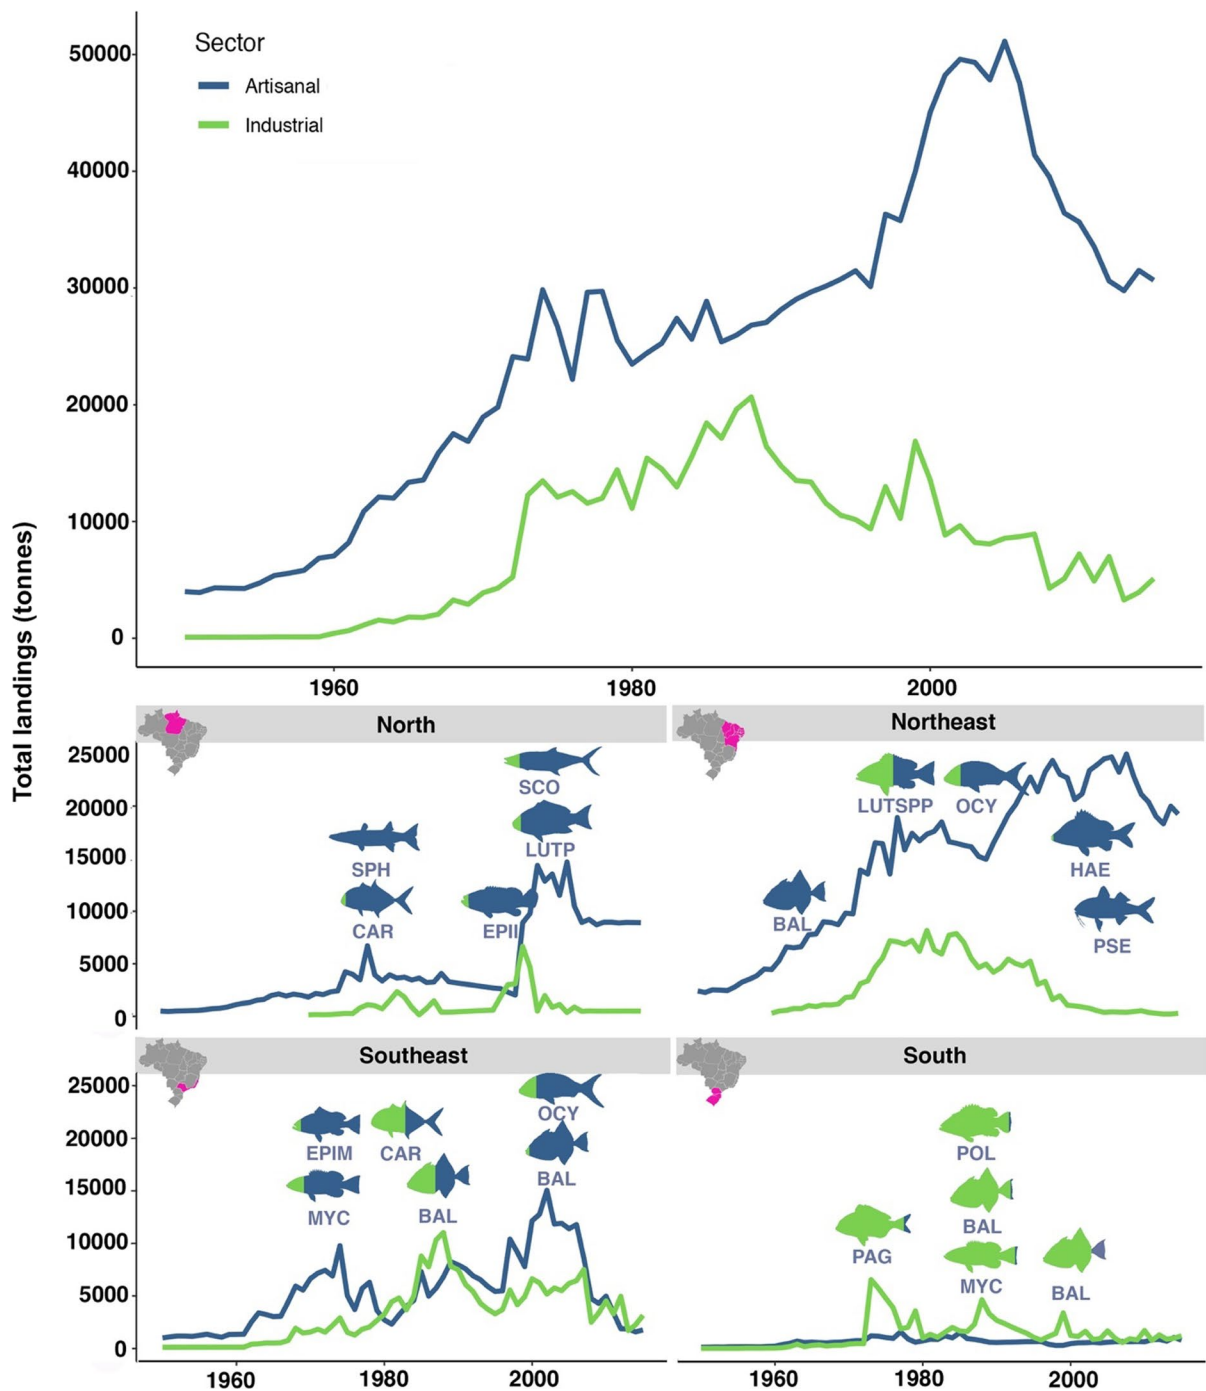 Sector
Artisanal
Industrial
50000
40000
30000
20000
10000
0
1960
1980
2000
Total landings (tonnes)
North
Northeast
25000
20000
15000
10000
5000
0
SCO
LUTP
SPH
CAR
EPII
LUTSPP
OCY
HAE
BAL
PSE
Southeast
South
25000
20000
15000
10000
5000
0
OCY
EPIM
CAR
BAL
MYC
BAL
POL
BAL
PAG
MYC
BAL
1960
1980
2000
1960
1980
2000